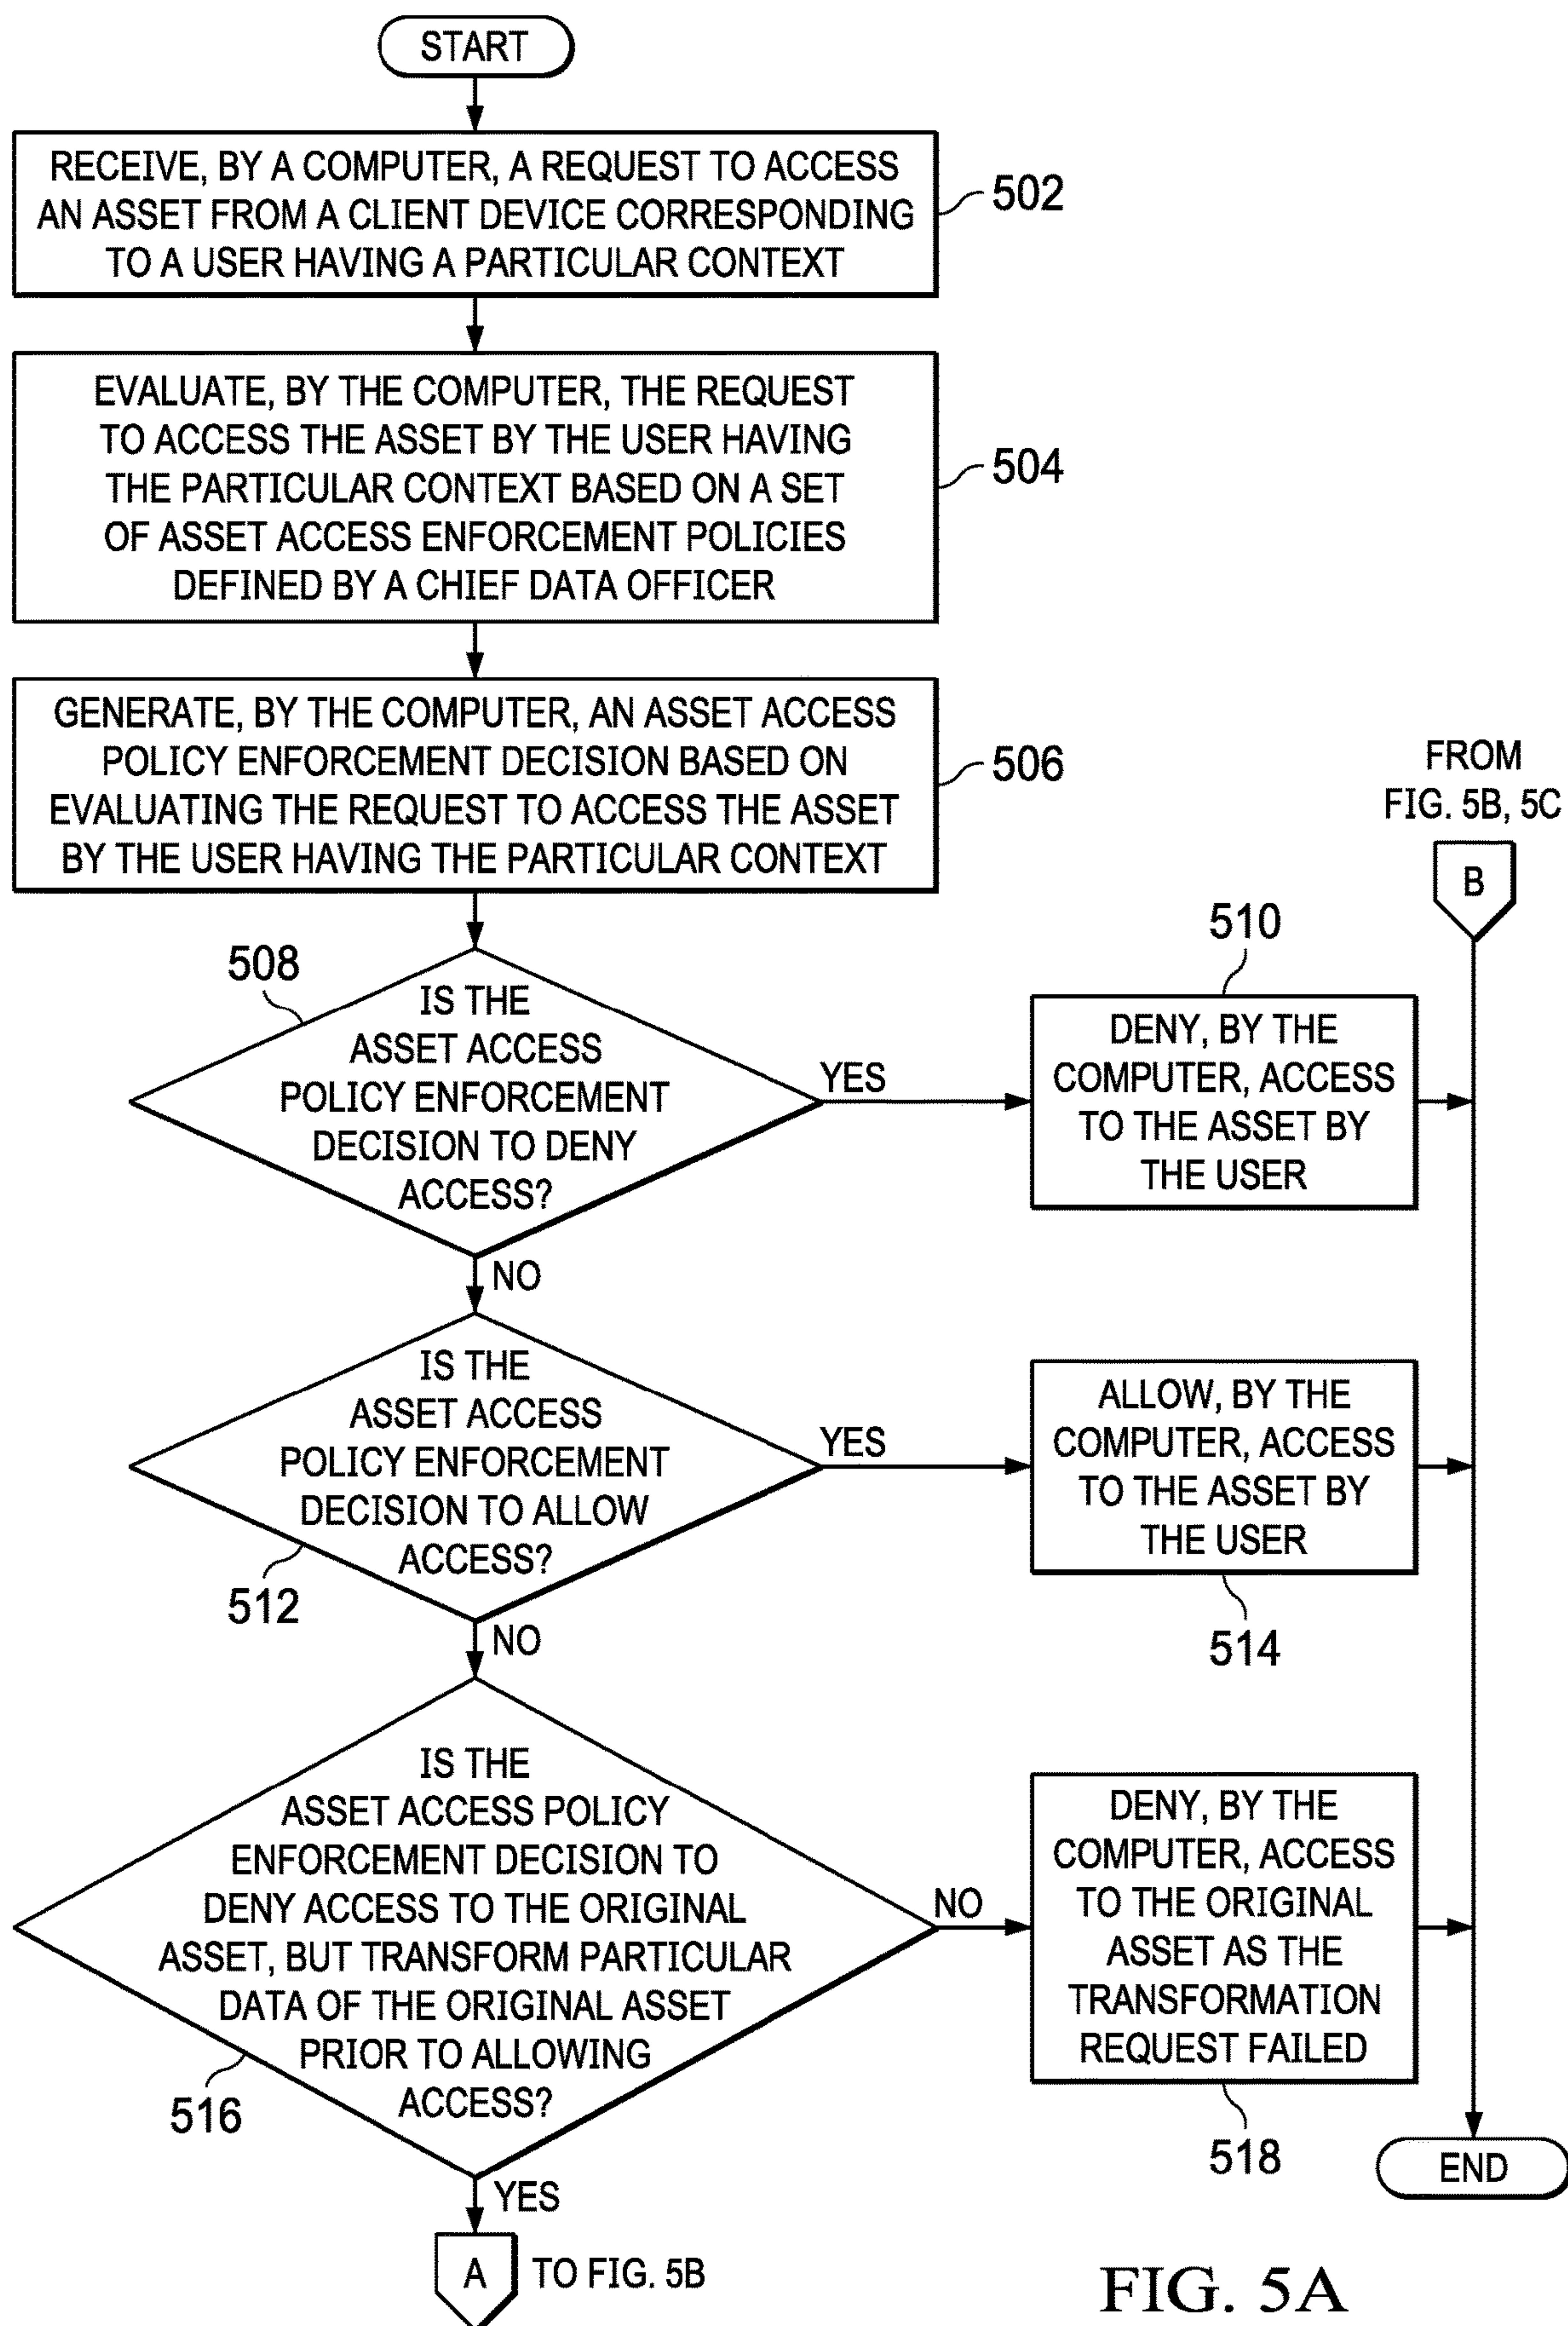 START
RECEIVE, BY A COMPUTER, A REQUEST TO ACCESS
AN ASSET FROM A CLIENT DEVICE CORRESPONDING
TO A USER HAVING A PARTICULAR CONTEXT
502
EVALUATE, BY THE COMPUTER, THE REQUEST
TO ACCESS THE ASSET BY THE USER HAVING
THE PARTICULAR CONTEXT BASED ON A SET
OF ASSET ACCESS ENFORCEMENT POLICIES
DEFINED BY A CHIEF DATA OFFICER
504
GENERATE, BY THE COMPUTER, AN ASSET ACCESS
POLICY ENFORCEMENT DECISION BASED ON
EVALUATING THE REQUEST TO ACCESS THE ASSET
BY THE USER HAVING THE PARTICULAR CONTEXT
506
FROM
FIG. 5B, 5C
B
508
IS THE
ASSET ACCESS
POLICY ENFORCEMENT
DECISION TO DENY
ACCESS?
YES
510
DENY, BY THE
COMPUTER, ACCESS
TO THE ASSET BY
THE USER
NO
IS THE
ASSET ACCESS
POLICY ENFORCEMENT
DECISION TO ALLOW
ACCESS?
512
YES
ALLOW, BY THE
COMPUTER, ACCESS
TO THE ASSET BY
THE USER
514
NO
IS THE
ASSET ACCESS POLICY
ENFORCEMENT DECISION TO
DENY ACCESS TO THE ORIGINAL
ASSET, BUT TRANSFORM PARTICULAR
DATA OF THE ORIGINAL ASSET
PRIOR TO ALLOWING
ACCESS?
516
NO
DENY, BY THE
COMPUTER, ACCESS
TO THE ORIGINAL
ASSET AS THE
TRANSFORMATION
REQUEST FAILED
518
END
YES
A
TO FIG. 5B
FIG. 5A